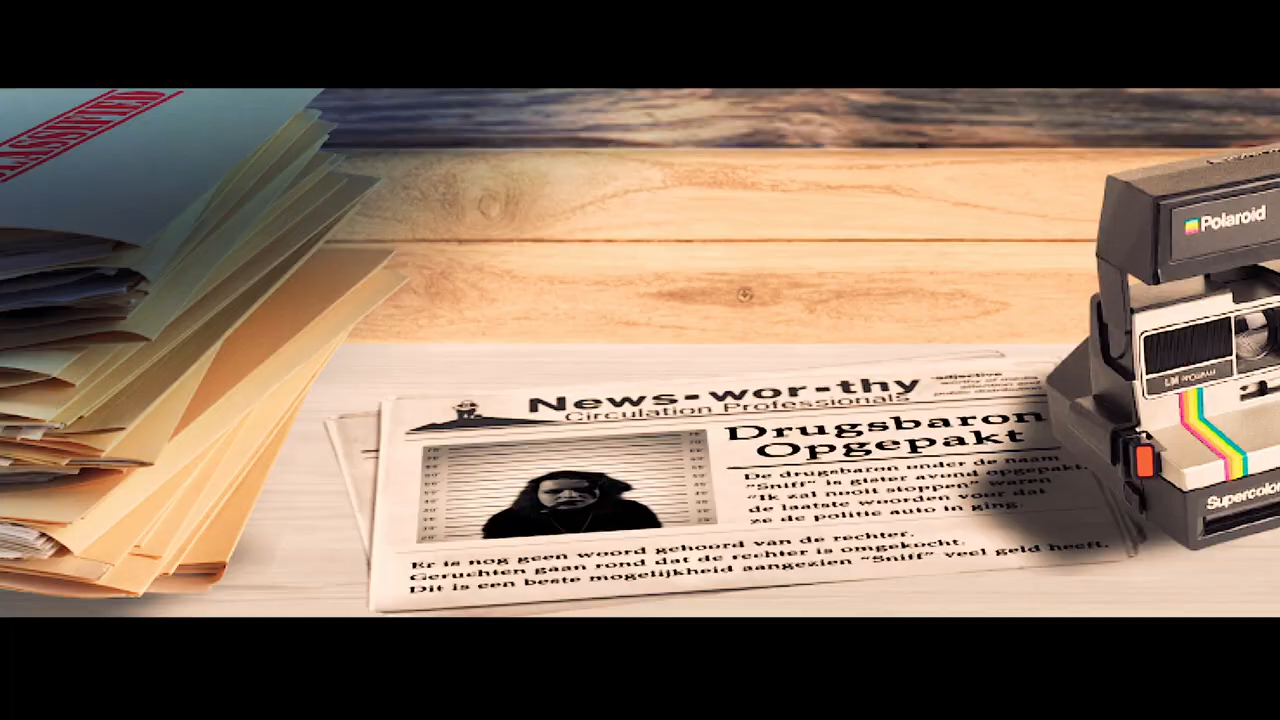 News-wor-thy
Circulation Professionals
-adjective
Drugsbaron
Opgepakt
De drugsbaron onder de naam
"Sniff" is gister avond opgepakt.
"Ik zal nooit stoppen" waren
de laatste woorden voor dat
ze de politie auto in ging.
Er is nog geen woord gehoord van de rechter.
Geruchten gaan rond dat de rechter is omgekocht.
Dit is een beste mogelijkheid aangezien "Sniff" veel geld heeft.
Polaroid
LM PROGRAM